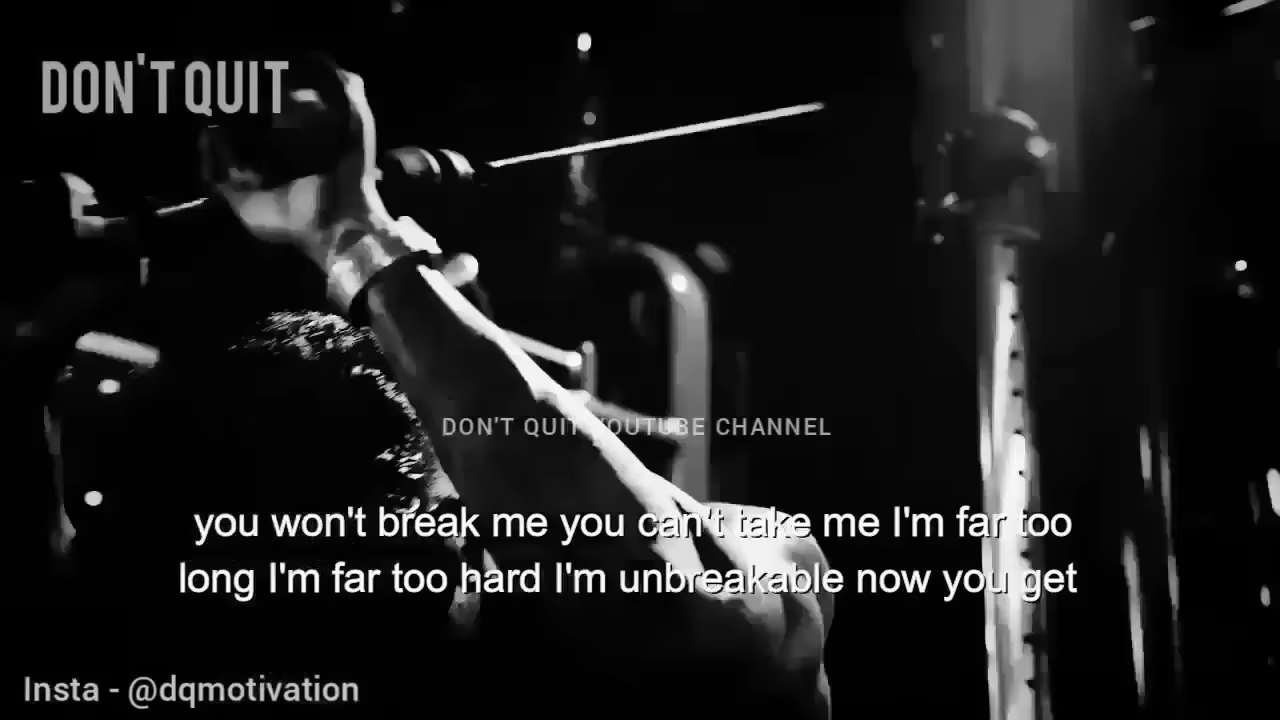 DON'T QUIT
DON'T QUIT YOUTUBE CHANNEL
you won't break me you can't take me I'm far too
long I'm far too hard I'm unbreakable now you get
Insta - @dqmotivation